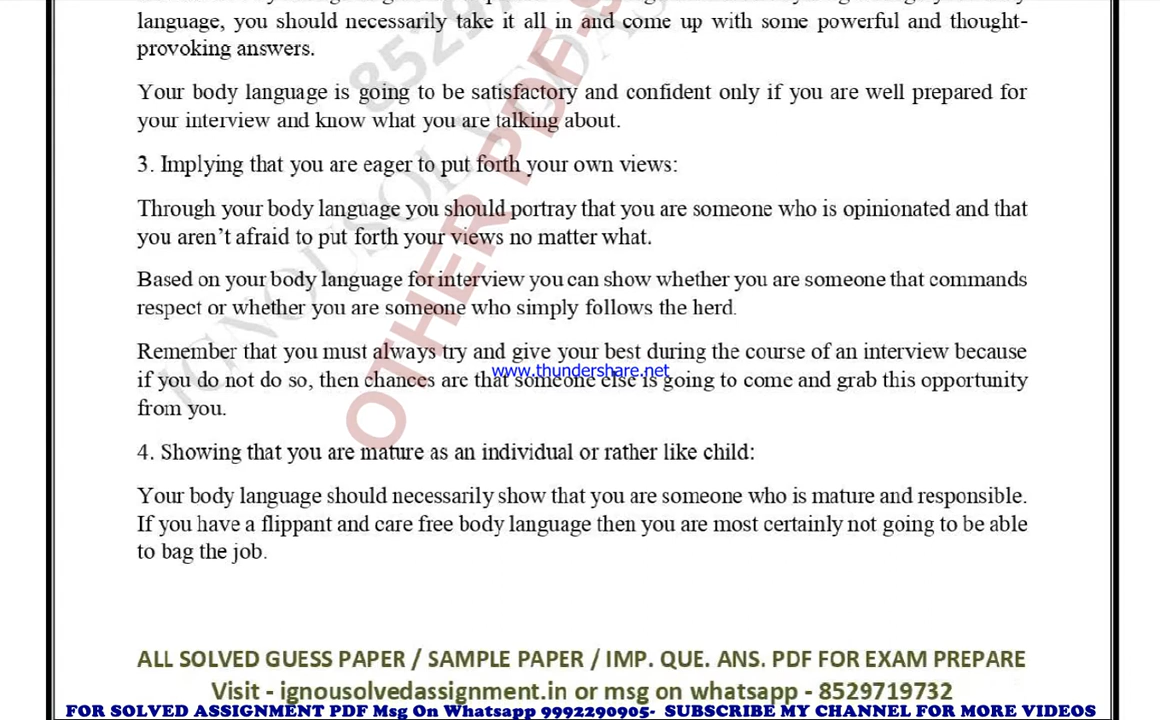 language, you should necessarily take it all in and come up with some powerful and thought-
provoking answers.
Your body language is going to be satisfactory and confident only if you are well prepared for
your interview and know what you are talking about.
3. Implying that you are eager to put forth your own views:
Through your body language you should portray that you are someone who is opinionated and that
you aren’t afraid to put forth your views no matter what.
Based on your body language for interview you can show whether you are someone that commands
respect or whether you are someone who simply follows the herd.
Remember that you must always try and give your best during the course of an interview because
www.thundershare.net
if you do not do so, then chances are that someone else is going to come and grab this opportunity
from you.
4. Showing that you are mature as an individual or rather like child:
Your body language should necessarily show that you are someone who is mature and responsible.
If you have a flippant and care free body language then you are most certainly not going to be able
to bag the job.
OTHER PDF
ALL SOLVED GUESS PAPER / SAMPLE PAPER / IMP. QUE. ANS. PDF FOR EXAM PREPARE
Visit - ignousolvedassignment.in or msg on whatsapp - 8529719732
FOR SOLVED ASSIGNMENT PDF Msg On Whatsapp 9992290905- SUBSCRIBE MY CHANNEL FOR MORE VIDEOS